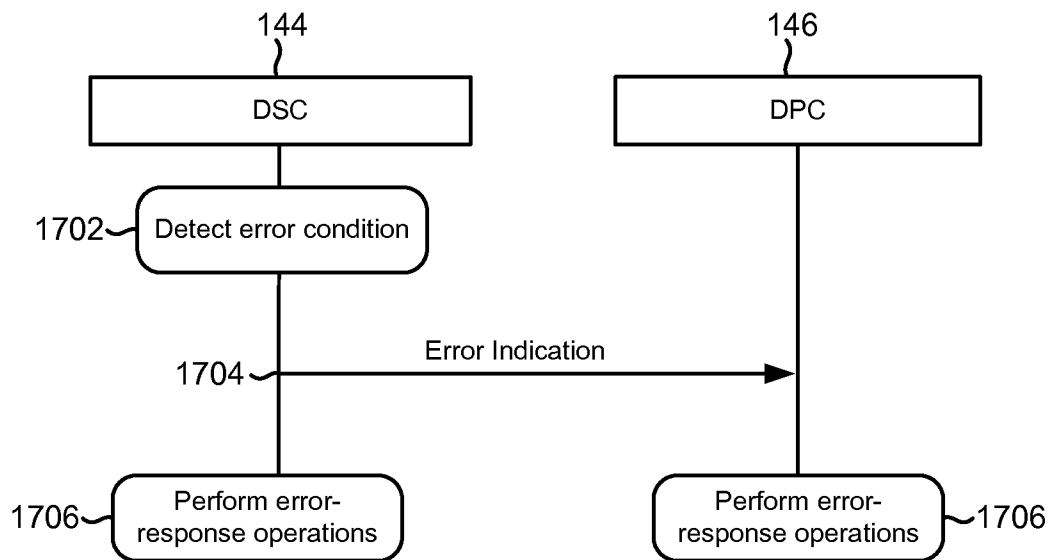 144
146
DSC
DPC
1702
Detect error condition
Error Indication
1704
Perform error-
response operations
1706
Perform error-
response operations
1706